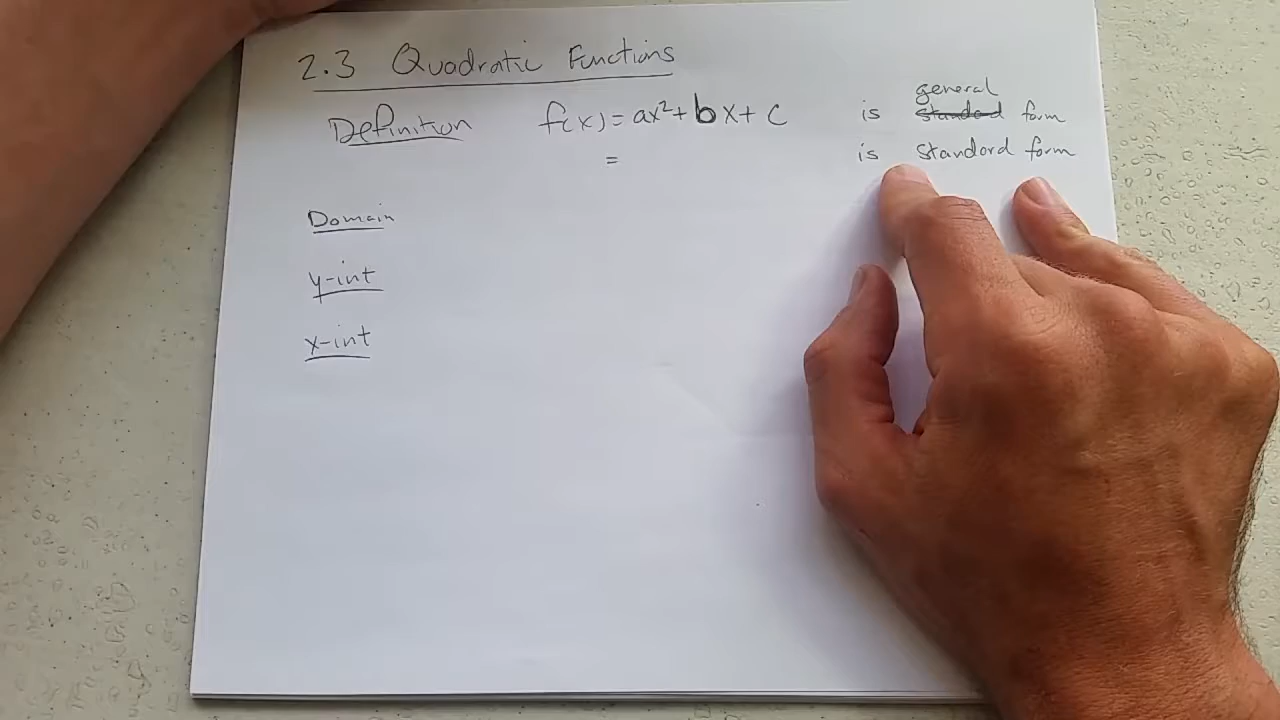 2.3 Quadratic Functions
Definition f(x) = ax² + bx + c is general standard form
= is standard form
Domain
y-int
x-int